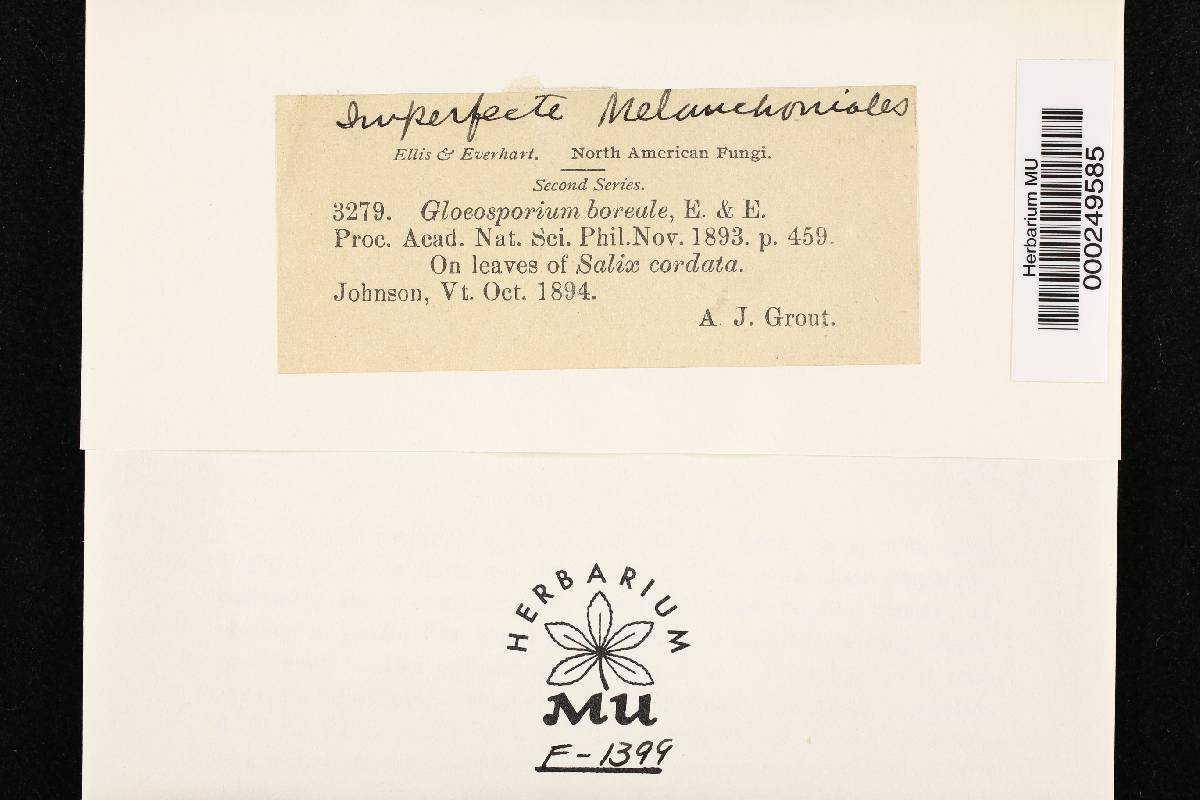 Imperfecte Melanchoniales
Ellis & Everhart. North American Fungi.
Second Series.
3279. Gloeosporium boreale, E. & E.
Proc. Acad. Nat. Sci. Phil. Nov. 1893. p. 459.
On leaves of Salix cordata.
Johnson, Vt. Oct. 1894.
A. J. Grout.
Herbarium MU
000249585
HERBARIUM
MU
F-1399